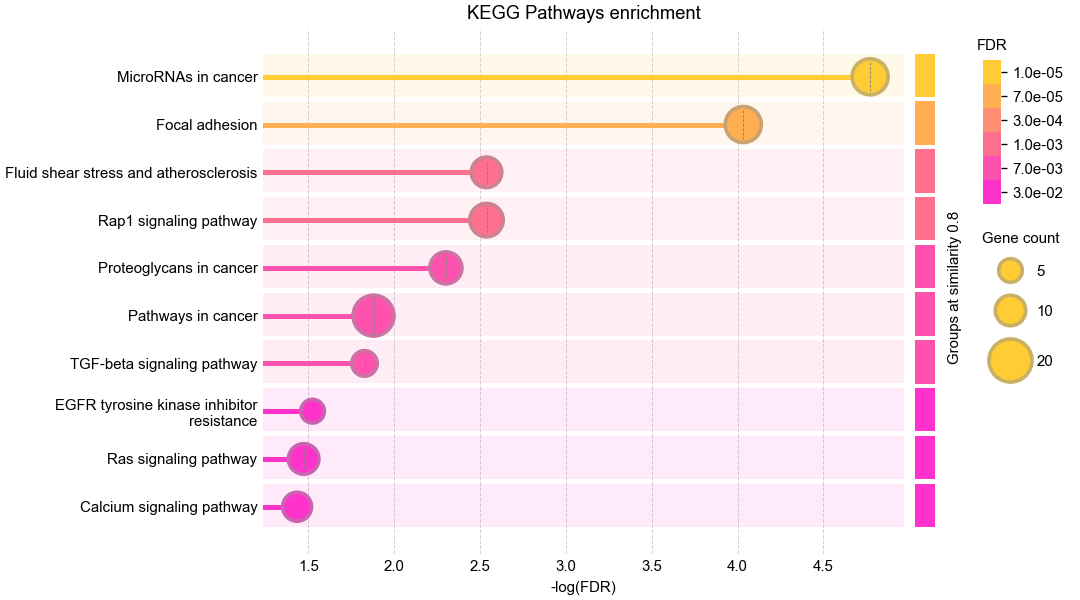 KEGG Pathways enrichment
MicroRNAs in cancer
Focal adhesion
Fluid shear stress and atherosclerosis
Rap1 signaling pathway
Proteoglycans in cancer
Pathways in cancer
TGF-beta signaling pathway
EGFR tyrosine kinase inhibitor
resistance
Ras signaling pathway
Calcium signaling pathway
1.5 2.0 2.5 3.0 3.5 4.0 4.5
-log(FDR)
Groups at similarity 0.8
FDR
1.0e-05
7.0e-05
3.0e-04
1.0e-03
7.0e-03
3.0e-02
Gene count
5
10
20